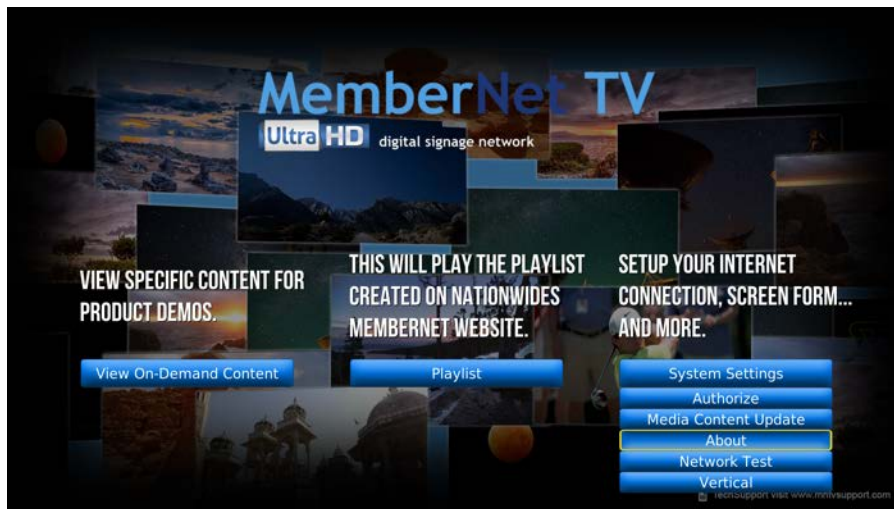 MemberNet TV
Ultra HD digital signage network
VIEW SPECIFIC CONTENT FOR
PRODUCT DEMOS.
View On-Demand Content
THIS WILL PLAY THE PLAYLIST
CREATED ON NATIONWIDES
MEMBERNET WEBSITE.
Playlist
SETUP YOUR INTERNET
CONNECTION, SCREEN FORM...
AND MORE.
System Settings
Authorize
Media Content Update
About
Network Test
Vertical
TechSupport visit www.mntvsupport.com